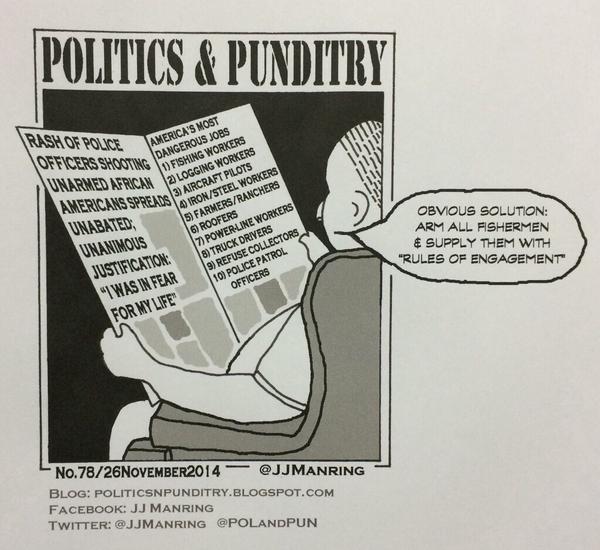 POLITICS & PUNDITRY
RASH OF POLICE
OFFICERS SHOOTING
UNARMED AFRICAN
AMERICANS SPREADS
UNABATED;
UNANIMOUS
JUSTIFICATION:
"I WAS IN FEAR
FOR MY LIFE"
AMERICA'S MOST
DANGEROUS JOBS
1) FISHING WORKERS
2) LOGGING WORKERS
3) AIRCRAFT PILOTS
4) IRON/STEEL WORKERS
5) FARMERS/RANCHERS
6) ROOFERS
7) POWER-LINE WORKERS
8) TRUCK DRIVERS
9) REFUSE COLLECTORS
10) POLICE PATROL
OFFICERS
OBVIOUS SOLUTION:
ARM ALL FISHERMEN
& SUPPLY THEM WITH
"RULES OF ENGAGEMENT"
No.78/26November2014 @JJManring
Blog: politicsnpunditry.blogspot.com
Facebook: JJ Manring
Twitter: @JJManring @POLandPUN